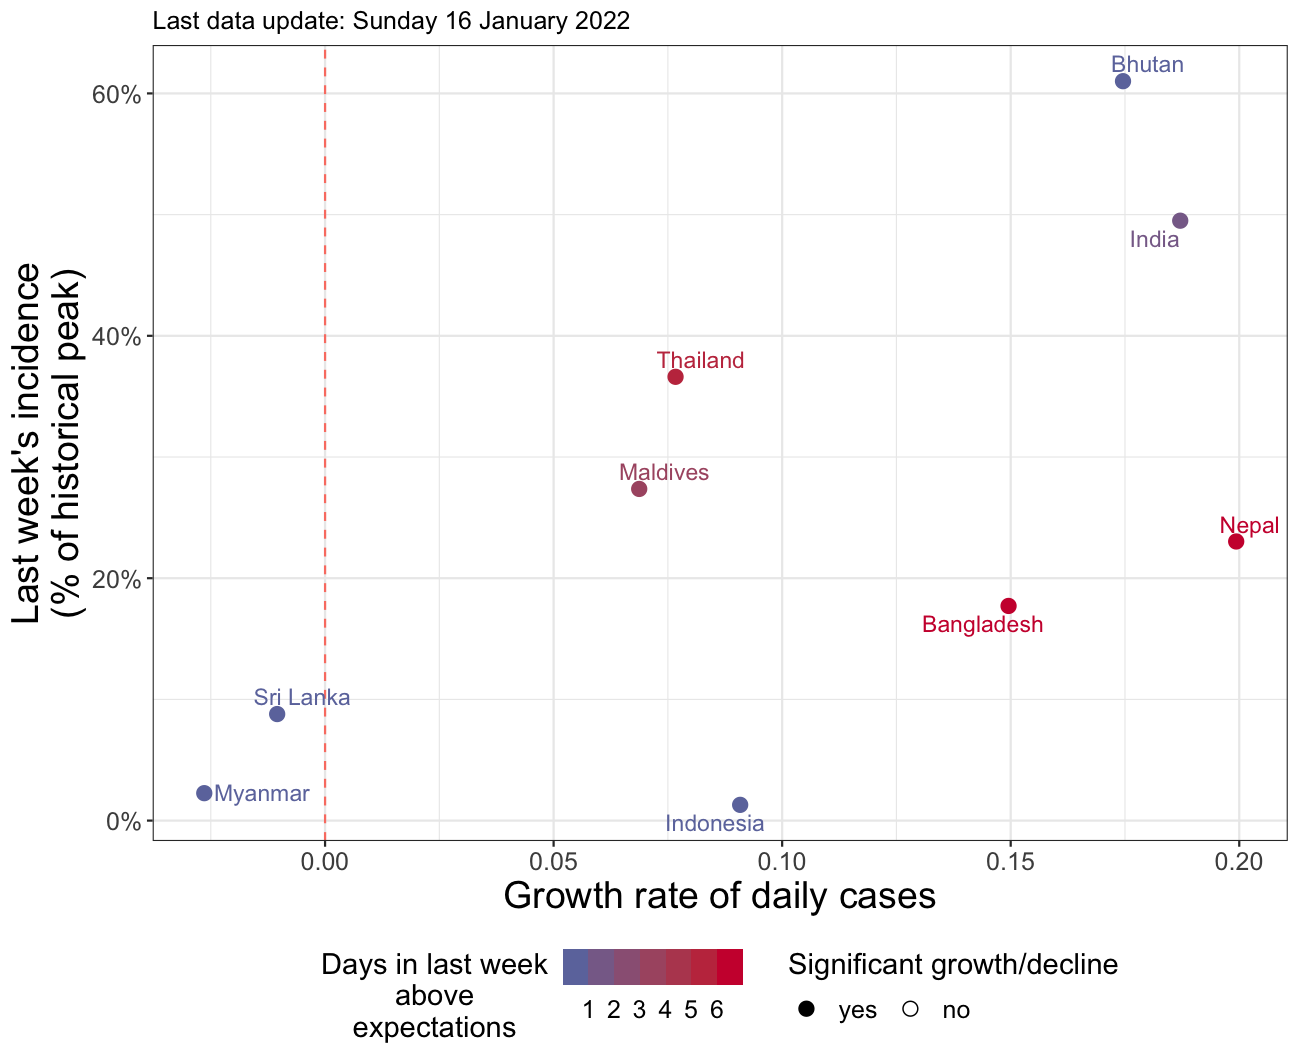 Last data update: Sunday 16 January 2022
Last week's incidence
(% of historical peak)
60%
40%
20%
0%
Bhutan
India
Thailand
Maldives
Nepal
Bangladesh
Sri Lanka
Myanmar
Indonesia
0.00 0.05 0.10 0.15 0.20
Growth rate of daily cases
Days in last week
above
expectations
1 2 3 4 5 6
Significant growth/decline
yes no